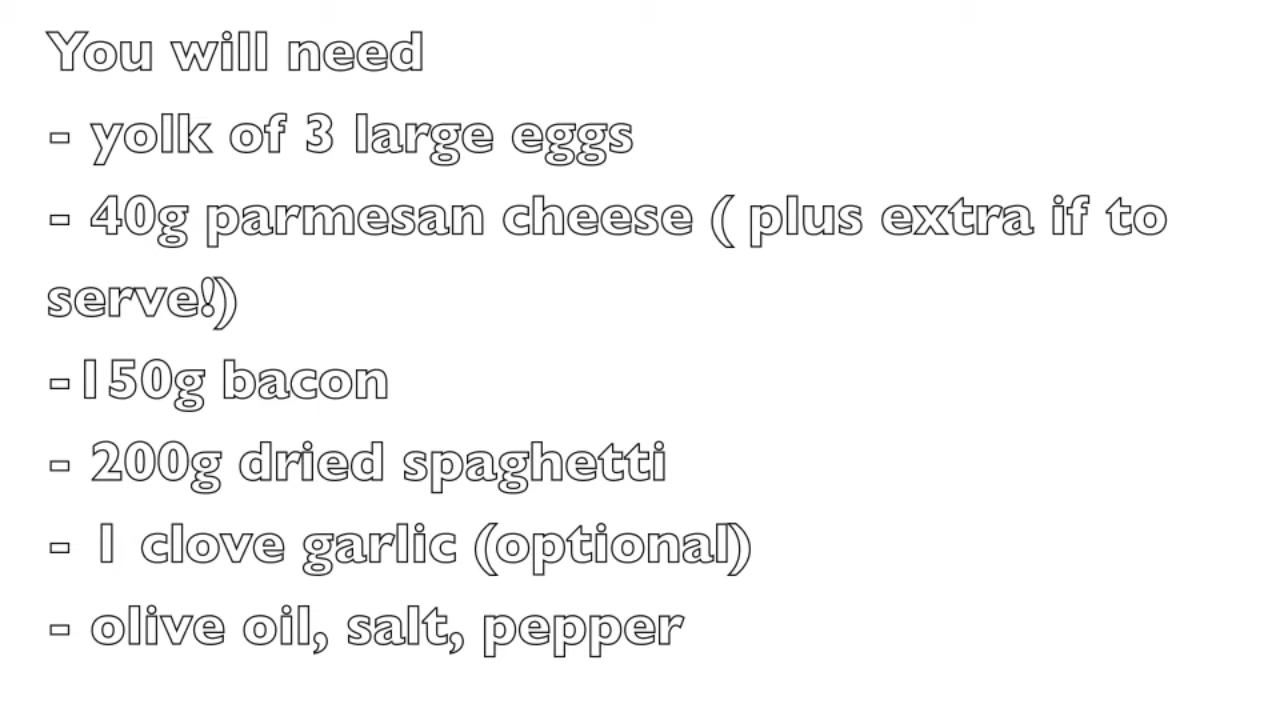 You will need
- yolk of 3 large eggs
- 40g parmesan cheese ( plus extra if to
serve!)
-150g bacon
- 200g dried spaghetti
- 1 clove garlic (optional)
- olive oil, salt, pepper